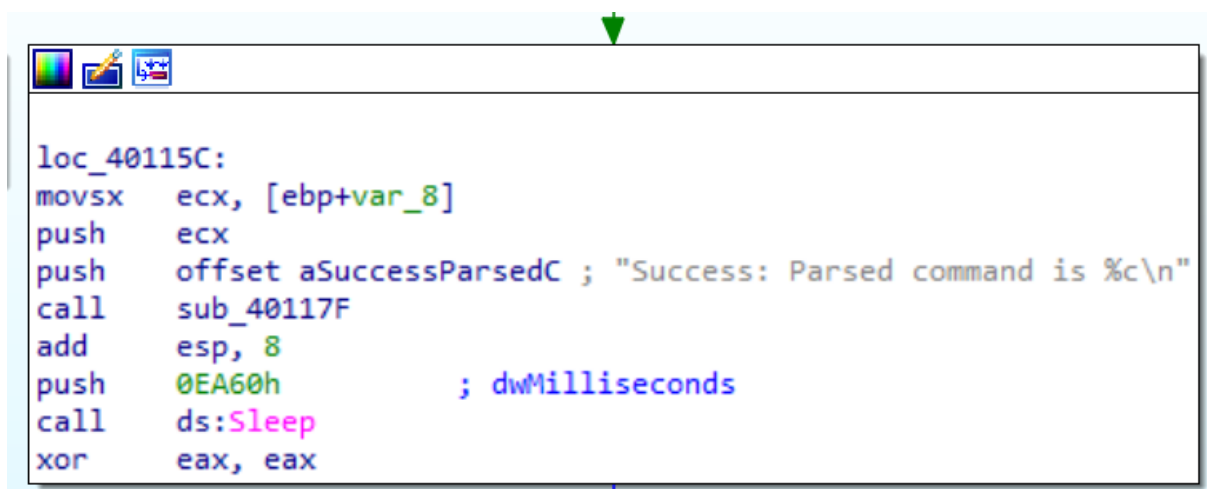 loc_40115C:
movsx ecx, [ebp+var_8]
push ecx
push offset aSuccessParsedC ; "Success: Parsed command is %c\n"
call sub_40117F
add esp, 8
push 0EA60h ; dwMilliseconds
call ds:Sleep
xor eax, eax